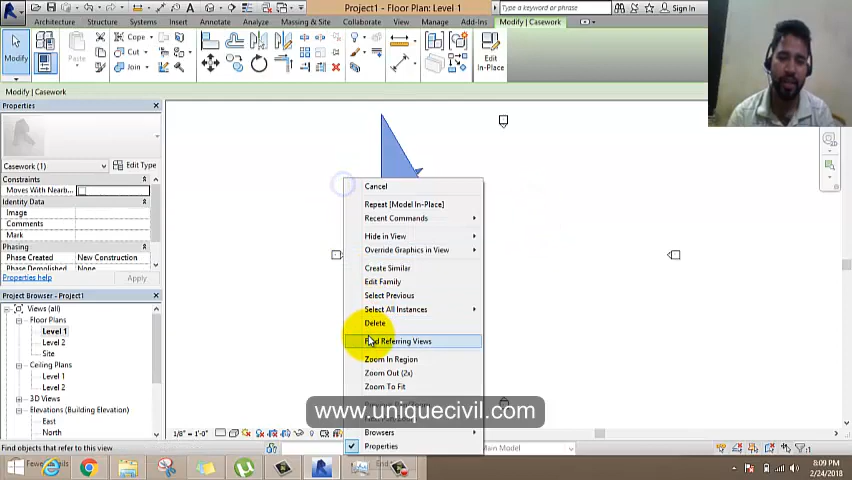 Project1 - Floor Plan: Level 1
Sign In
Architecture Structure Systems Insert Annotate Analyze Massing & Site Collaborate View Manage Add-Ins Modify | Casework
Modify
Paste
Cope
Cut
Join
Edit
In-Place
Modify | Casework
Properties
Casework (1)
Edit Type
Constraints
Moves With Nearb...
Identity Data
Image
Comments
Mark
Phasing
Phase Created New Construction
Phase Demolished None
Properties help
Apply
Project Browser - Project1
Views (all)
Floor Plans
Level 1
Level 2
Site
Ceiling Plans
Level 1
Level 2
3D Views
Elevations (Building Elevation)
East
North
Cancel
Repeat [Model In-Place]
Recent Commands
Hide in View
Override Graphics in View
Create Similar
Edit Family
Select Previous
Select All Instances
Delete
Find Referring Views
Zoom In Region
Zoom Out (2x)
Zoom To Fit
Browsers
Properties
www.uniquecivil.com
1/8" = 1'-0"
Main Model
Find objects that refer to this view
:1
8:09 PM
2/24/2018